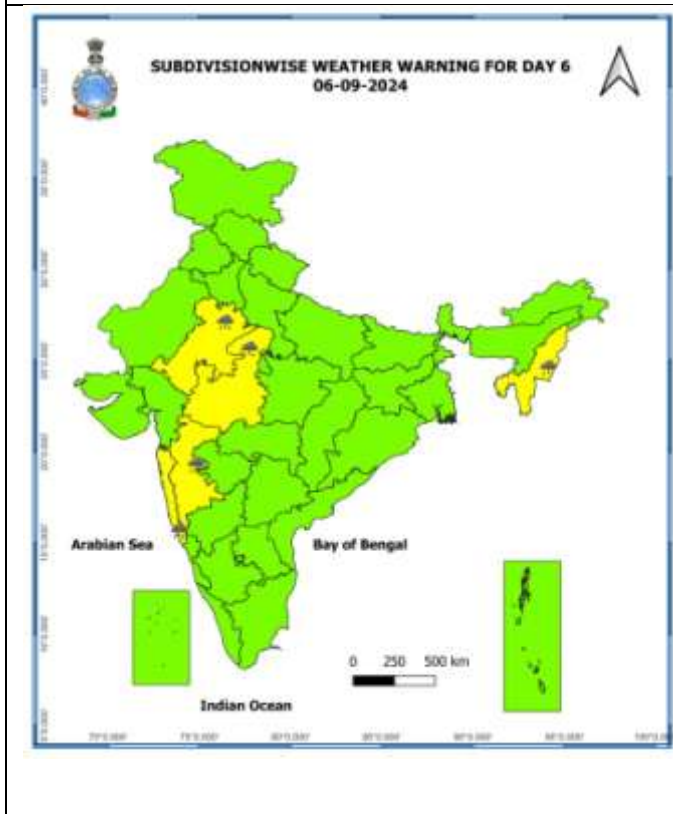 SUBDIVISIONWISE WEATHER WARNING FOR DAY 6
06-09-2024
Arabian Sea
Bay of Bengal
0 250 500 km
Indian Ocean